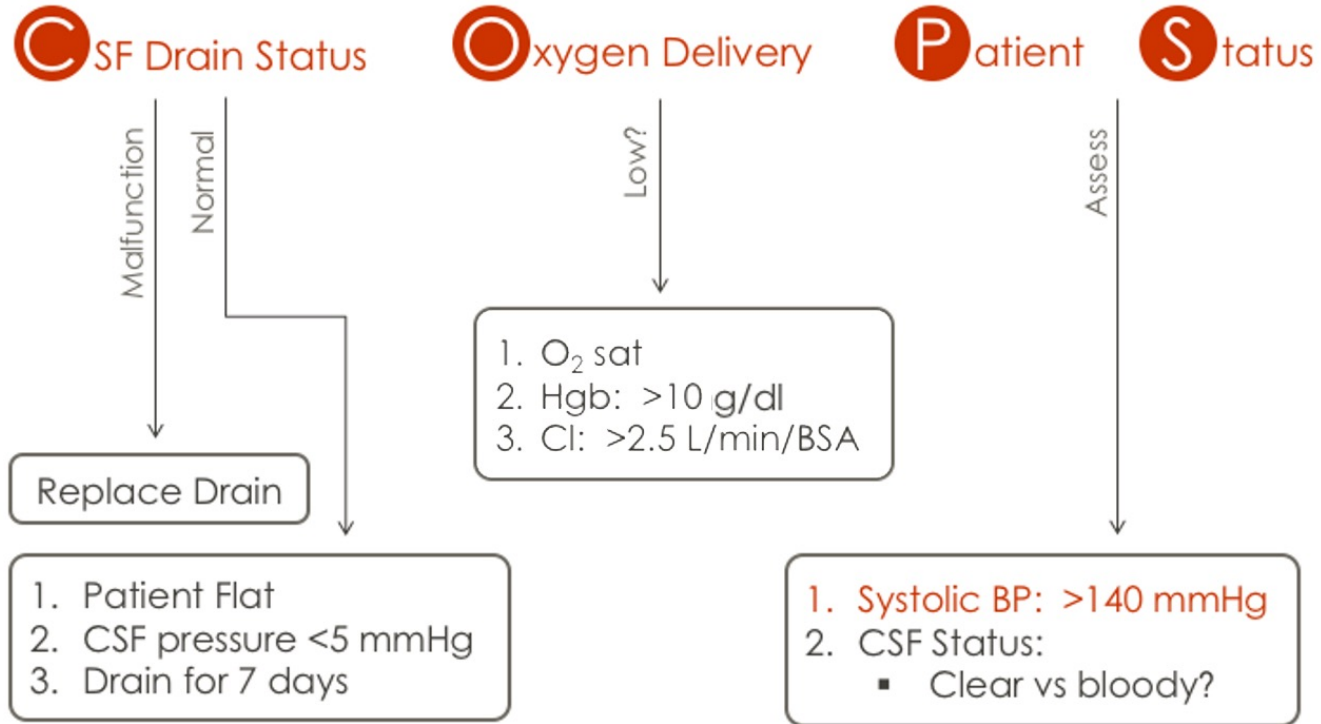 CSF Drain Status
Oxygen Delivery
Patient Status
Malfunction
Normal
Low?
Assess
Replace Drain
1. Patient Flat
2. CSF pressure <5 mmHg
3. Drain for 7 days
1. O₂ sat
2. Hgb: >10 g/dl
3. CI: >2.5 L/min/BSA
1. Systolic BP: >140 mmHg
2. CSF Status:
▪ Clear vs bloody?